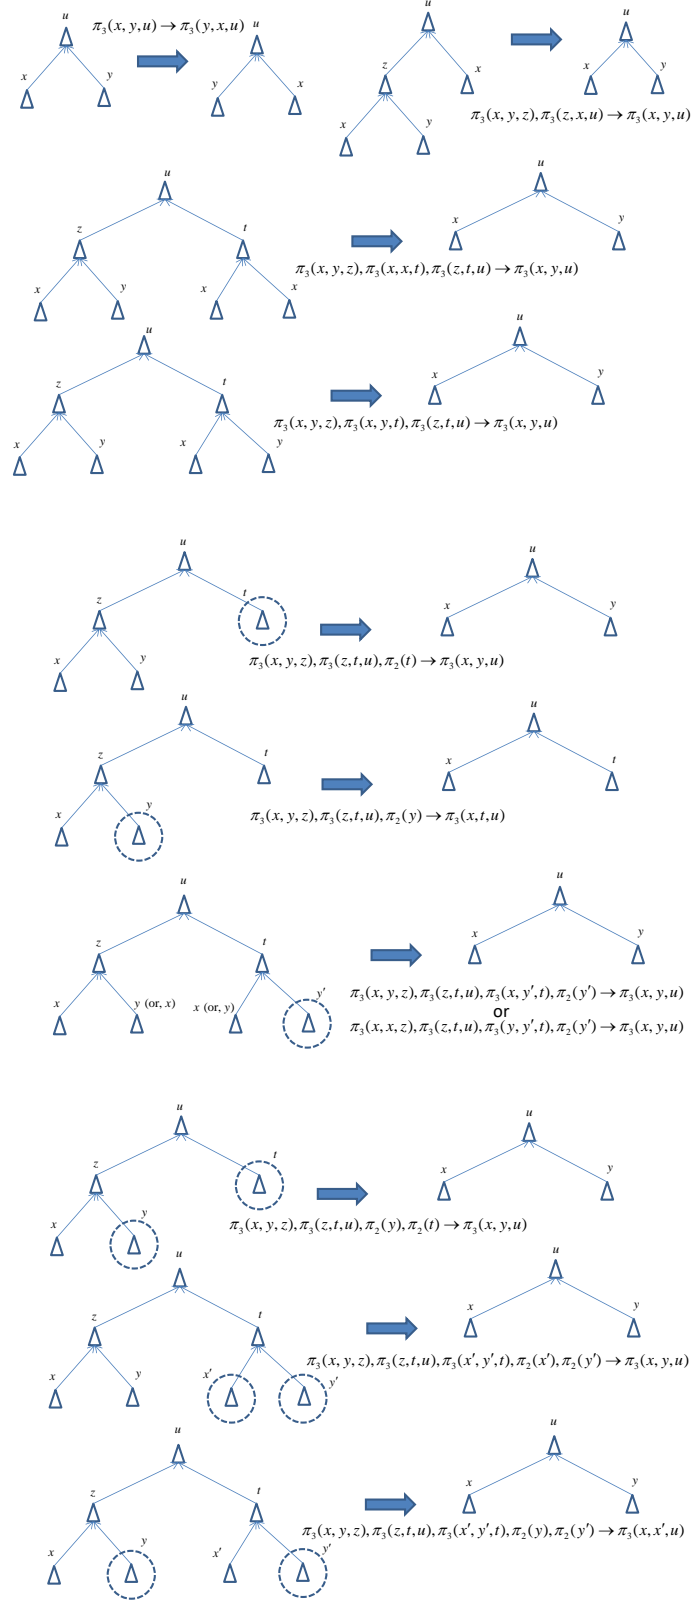 u
π₃(x, y,u) → π₃(y,x,u)
u
x
y
y
x
u
z
x
x
y
u
x
y
π₃(x, y,z),π₃(z,x,u) → π₃(x, y,u)
u
z
t
x
y
x
x
u
x
y
π₃(x, y,z),π₃(x,x,t),π₃(z,t,u) → π₃(x, y,u)
u
z
t
x
y
x
y
u
x
y
π₃(x, y,z),π₃(x, y,t),π₃(z,t,u) → π₃(x, y,u)
u
z
t
x
y
u
x
y
π₃(x, y,z),π₃(z,t,u),π₂(t) → π₃(x, y,u)
u
z
t
x
y
u
x
t
π₃(x, y,z),π₃(z,t,u),π₂(y) → π₃(x,t,u)
u
z
t
x
y (or, x)
x (or, y)
y′
u
x
y
π₃(x, y,z),π₃(z,t,u),π₃(x, y′,t),π₂(y′) → π₃(x, y,u)
or
π₃(x,x,z),π₃(z,t,u),π₃(y, y′,t),π₂(y′) → π₃(x, y,u)
u
z
t
x
y
u
x
y
π₃(x, y,z),π₃(z,t,u),π₂(y),π₂(t) → π₃(x, y,u)
u
z
t
x
y
x′
y′
u
x
y
π₃(x, y,z),π₃(z,t,u),π₃(x′, y′,t),π₂(x′),π₂(y′) → π₃(x, y,u)
u
z
t
x
y
x′
y′
u
x
y
π₃(x, y,z),π₃(z,t,u),π₃(x′, y′,t),π₂(y),π₂(y′) → π₃(x,x′,u)